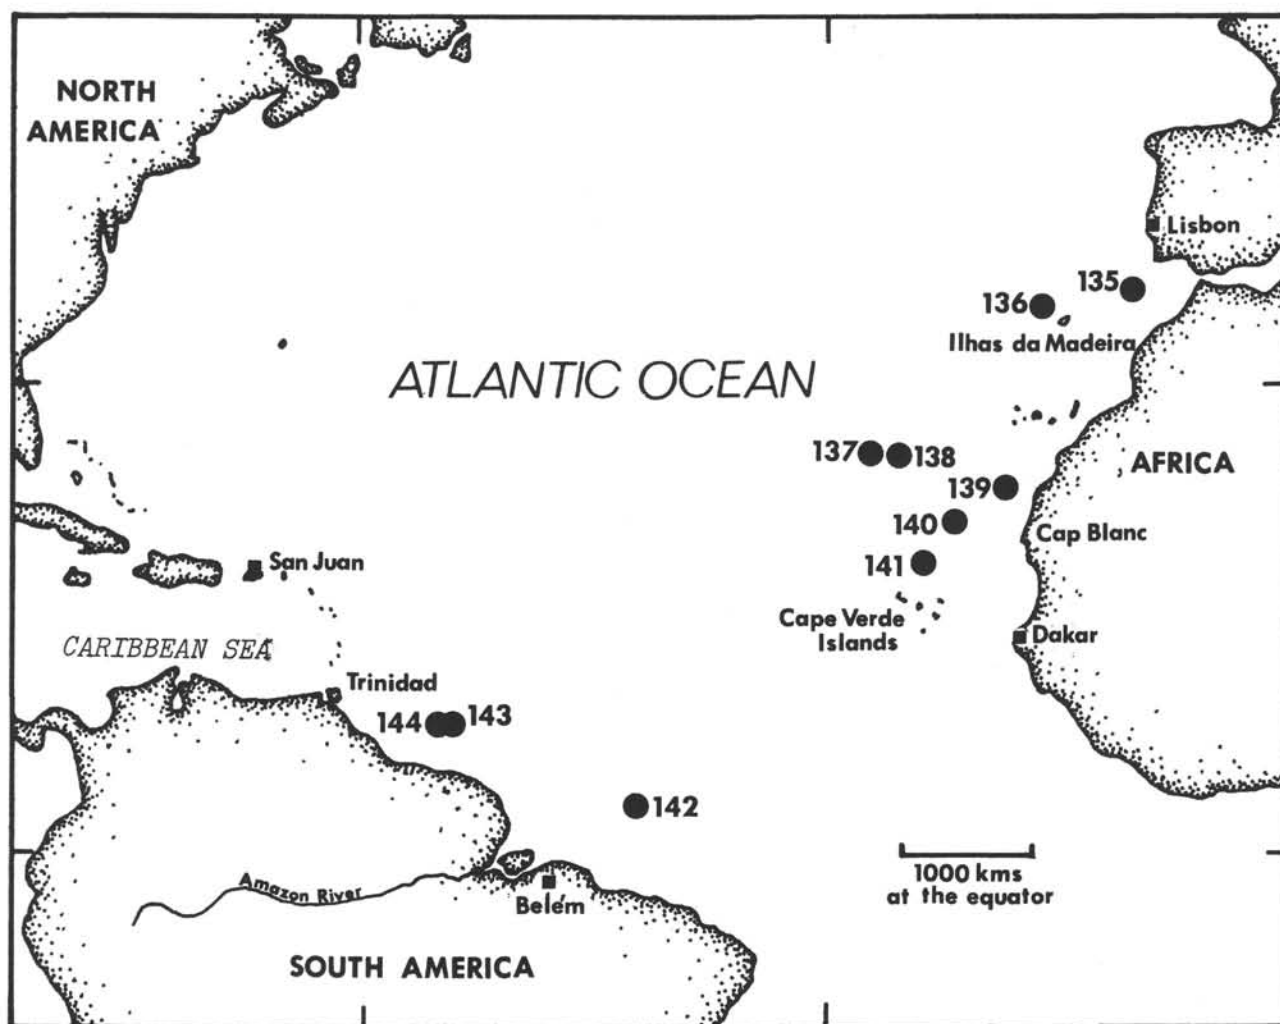 NORTH
AMERICA
Lisbon
135
136
Ilhas da Madeira
ATLANTIC OCEAN
137
138
AFRICA
139
140
Cap Blanc
141
San Juan
Cape Verde
Islands
Dakar
CARIBBEAN SEA
Trinidad
144
143
142
1000 kms
at the equator
Amazon River
Belém
SOUTH AMERICA